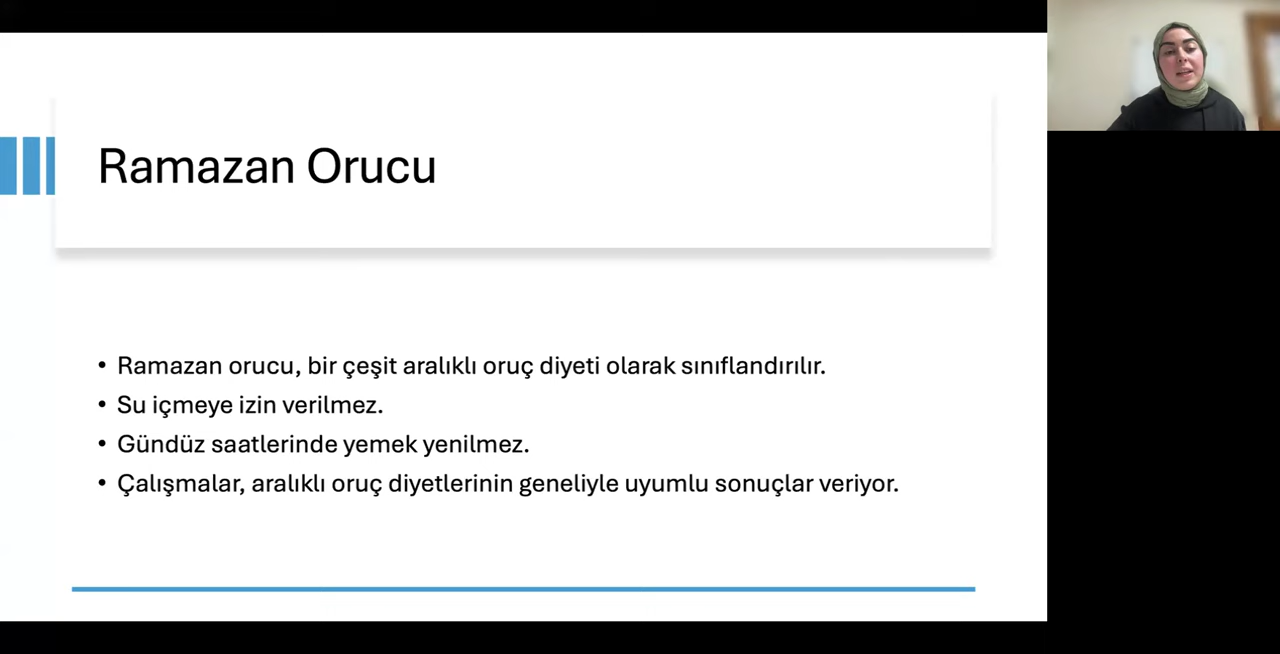 Ramazan Orucu
• Ramazan orucu, bir çeşit aralıklı oruç diyeti olarak sınıflandırılır.
• Su içmeye izin verilmez.
• Gündüz saatlerinde yemek yenilmez.
• Çalışmalar, aralıklı oruç diyetlerinin geneliyle uyumlu sonuçlar veriyor.